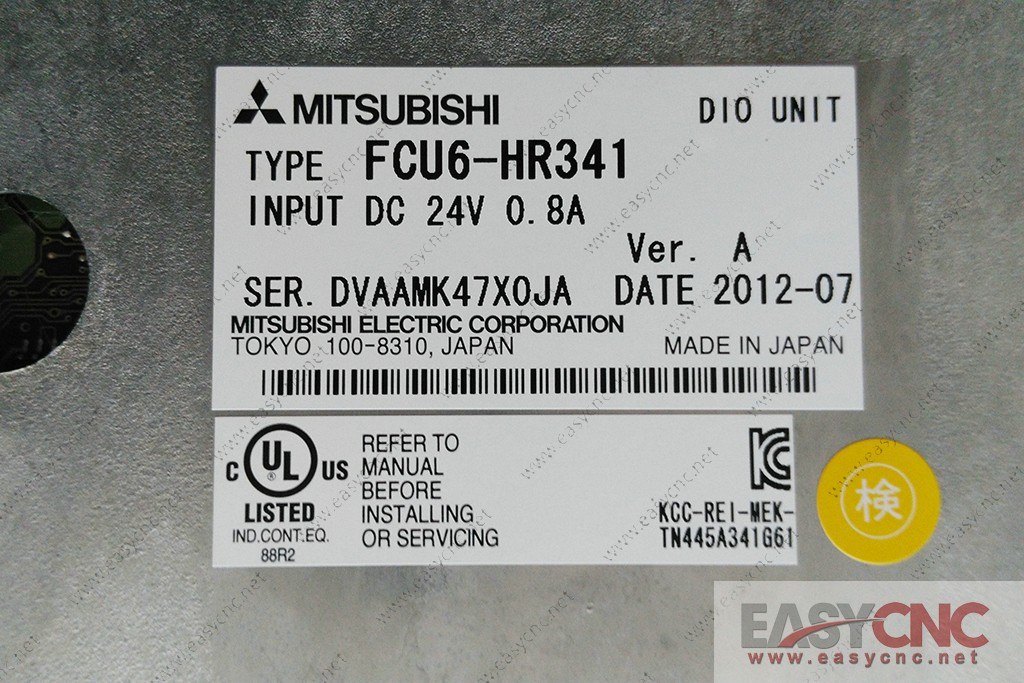 MITSUBISHI DIO UNIT
TYPE FCU6-HR341
INPUT DC 24V 0.8A
Ver. A
SER. DVAAMK47X0JA DATE 2012-07
MITSUBISHI ELECTRIC CORPORATION
TOKYO 100-8310, JAPAN MADE IN JAPAN
C UL US
LISTED
IND.CONT.EQ.
88R2
REFER TO
MANUAL
BEFORE
INSTALLING
OR SERVICING
KCC-REI-MEK-
TN445A341G61
検
EASYCNC
www.easycnc.net